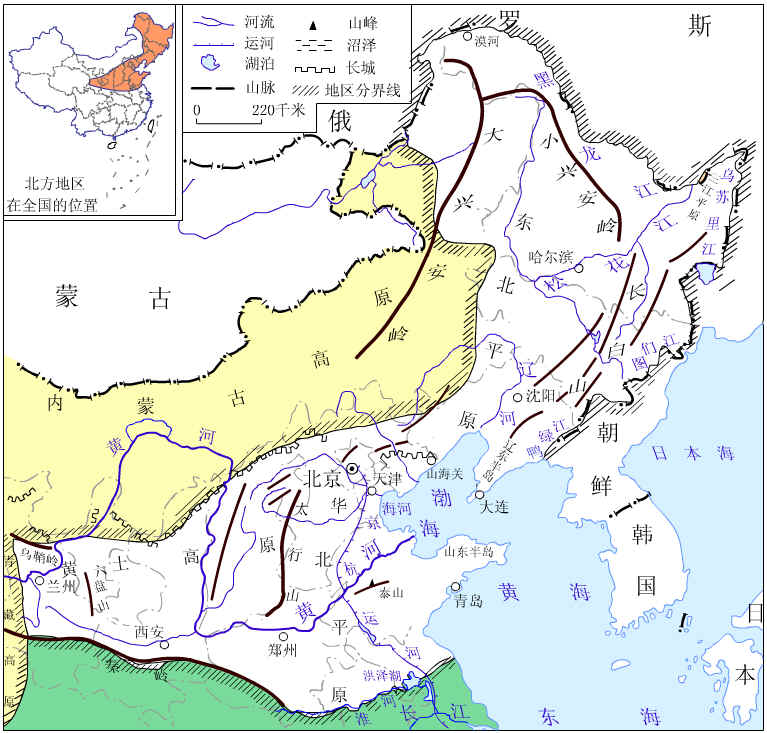 河流
山峰
运河
沼泽
湖泊
长城
山脉
地区分界线
0 220千米
北方地区
在全国的位置
俄
罗
斯
漠河
黑
龙
江
大
兴
安
岭
小
兴
安
岭
乌
苏
里
江
三江平原
松
花
江
哈尔滨
东
北
平
原
长
白
山
蒙 古
内 蒙 古 高 原
辽
河
沈阳
图 们 江
鸭 绿 江
朝
鲜
韩
国
日 本 海
日
本
辽东半岛
大连
山海关
北京
天津
海河
渤
海
黄 河
黄 土 高 原
太
行
山
华
北
平
原
京
杭
运
河
黄
河
山东半岛
泰山
青岛
黄 海
乌鞘岭
兰州
六
盘
山
青
藏
高
原
西安
郑州
秦 岭
洪泽湖
淮 河
长 江
东 海